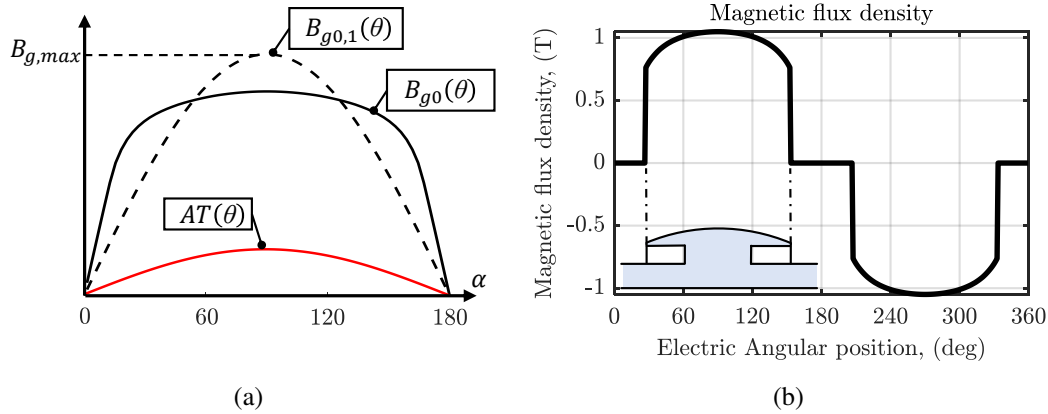 B_{g,max}
B_{g0,1}(θ)
B_{g0}(θ)
AT(θ)
α
0 60 120 180
(a)
Magnetic flux density
Magnetic flux density, (T)
1
0.5
0
-0.5
-1
0 60 120 180 240 300 360
Electric Angular position, (deg)
(b)